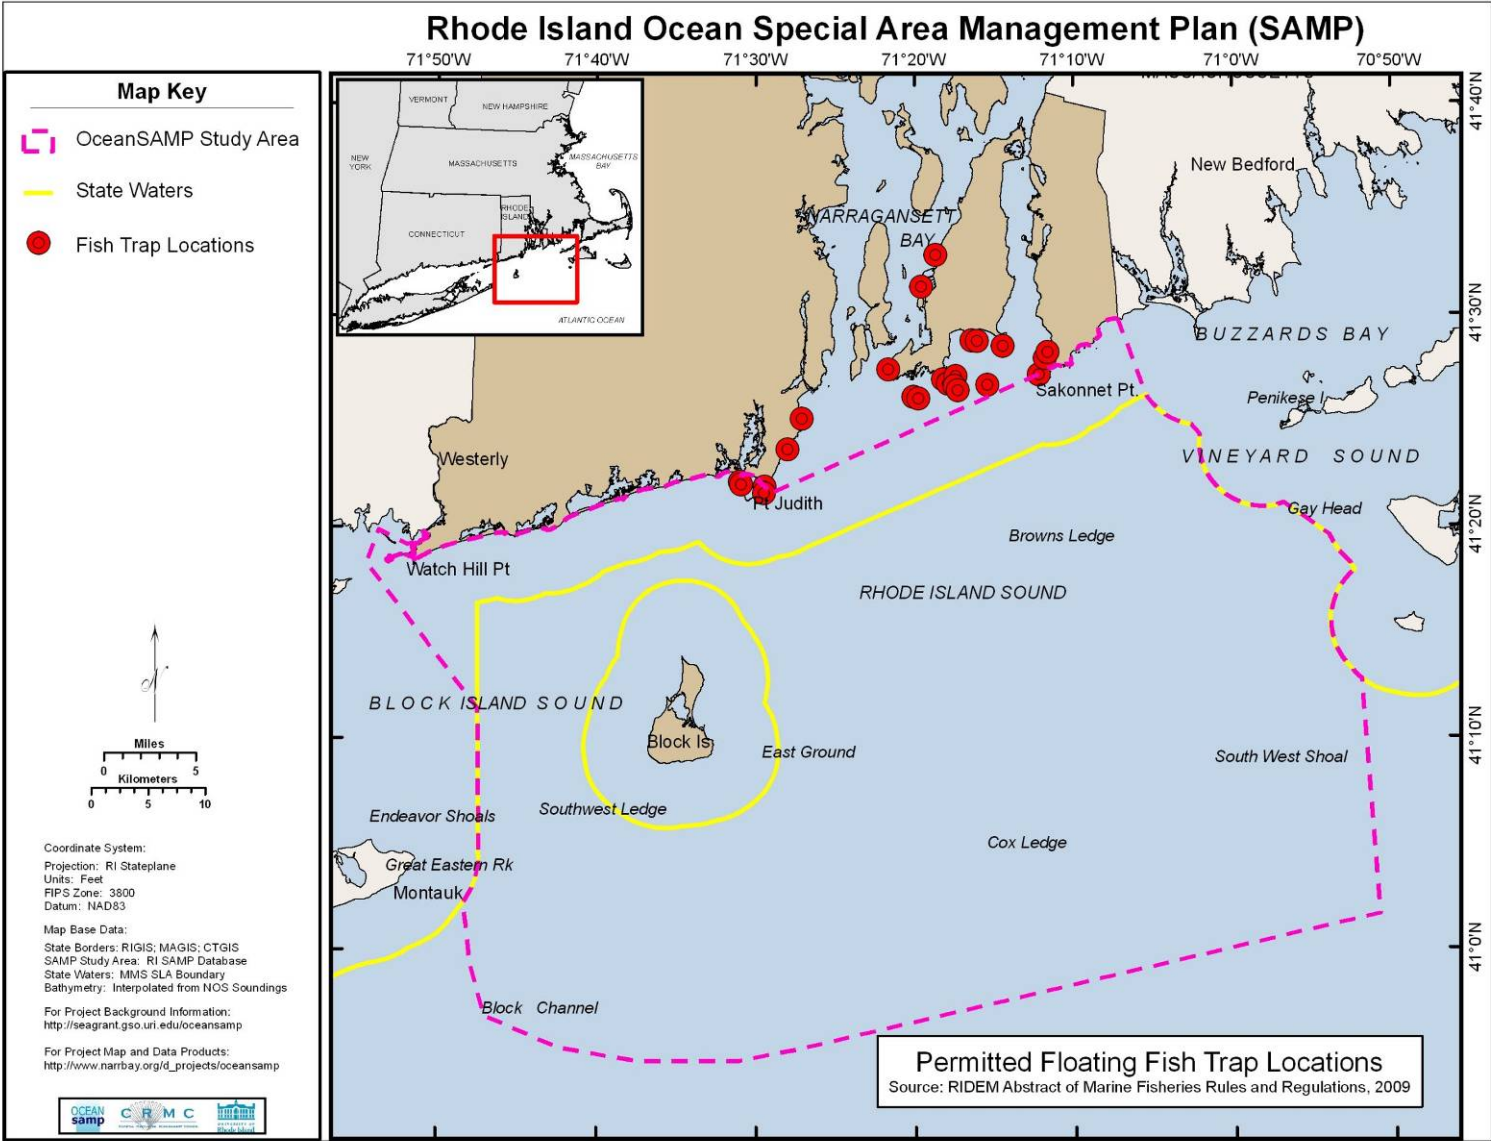 Rhode Island Ocean Special Area Management Plan (SAMP)
71°50'W 71°40'W 71°30'W 71°20'W 71°10'W 71°0'W 70°50'W
Map Key
OceanSAMP Study Area
State Waters
Fish Trap Locations
Miles
0 5
Kilometers
0 5 10
Coordinate System:
Projection: RI Stateplane
Units: Feet
FIPS Zone: 3800
Datum: NAD83
Map Base Data:
State Borders: RIGIS; MAGIS; CTGIS
SAMP Study Area: RI SAMP Database
State Waters: MMS SLA Boundary
Bathymetry: Interpolated from NOS Soundings
For Project Background Information:
http://seagrant.gso.uri.edu/oceansamp
For Project Map and Data Products:
http://www.narrbay.org/d_projects/oceansamp
OCEAN
samp
CRMC
UNIVERSITY OF
Rhode Island
VERMONT
NEW HAMPSHIRE
NEW
YORK
MASSACHUSETTS
MASSACHUSETTS
BAY
CONNECTICUT
RHODE
ISLAND
ATLANTIC OCEAN
MASSACHUSETTS
New Bedford
NARRAGANSETT
BAY
BUZZARDS BAY
Penikese I
Sakonnet Pt.
VINEYARD SOUND
Westerly
Pt Judith
Gay Head
Browns Ledge
Watch Hill Pt
RHODE ISLAND SOUND
BLOCK ISLAND SOUND
Block Is.
East Ground
South West Shoal
Southwest Ledge
Endeavor Shoals
Cox Ledge
Great Eastern Rk
Montauk
Block Channel
41°40'N
41°30'N
41°20'N
41°10'N
41°0'N
Permitted Floating Fish Trap Locations
Source: RIDEM Abstract of Marine Fisheries Rules and Regulations, 2009